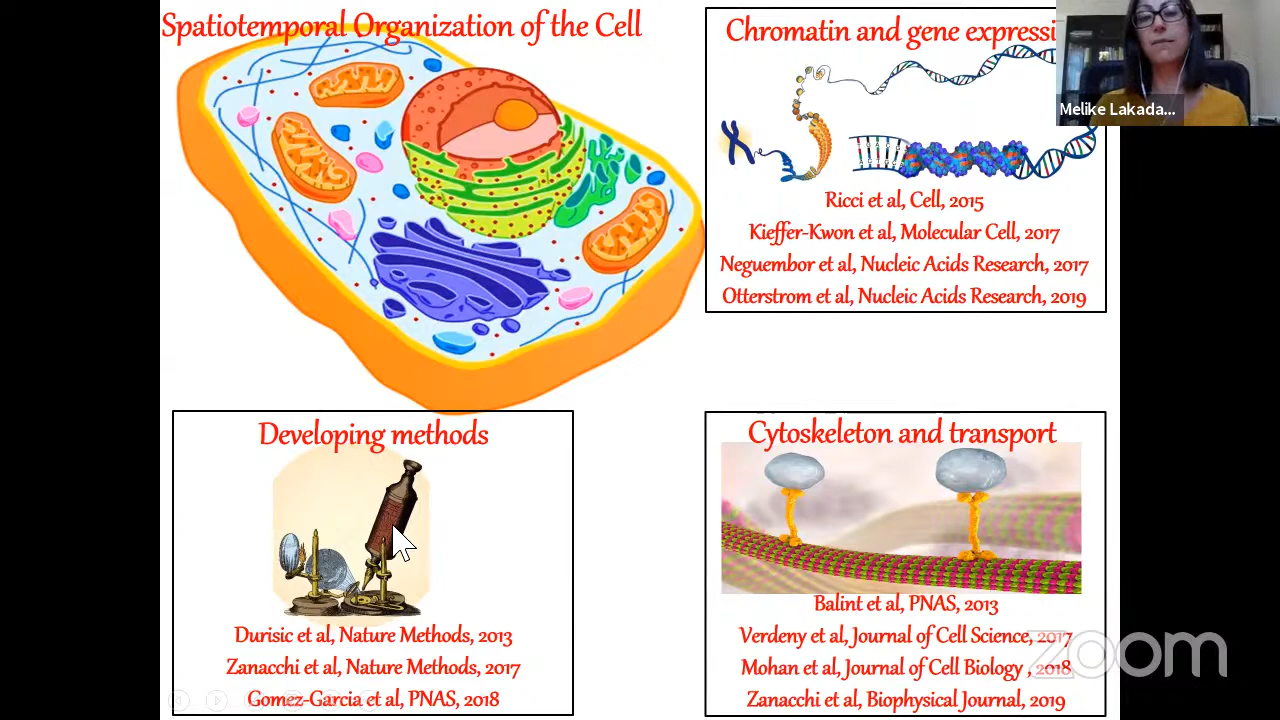 Spatiotemporal Organization of the Cell
Chromatin and gene expressi
Melike Lakada...
Ricci et al, Cell, 2015
Kieffer-Kwon et al, Molecular Cell, 2017
Neguembor et al, Nucleic Acids Research, 2017
Otterstrom et al, Nucleic Acids Research, 2019
Developing methods
Durisic et al, Nature Methods, 2013
Zanacchi et al, Nature Methods, 2017
Gomez-Garcia et al, PNAS, 2018
Cytoskeleton and transport
Balint et al, PNAS, 2013
Verdeny et al, Journal of Cell Science, 2017
Mohan et al, Journal of Cell Biology , 2018
Zanacchi et al, Biophysical Journal, 2019
zoom